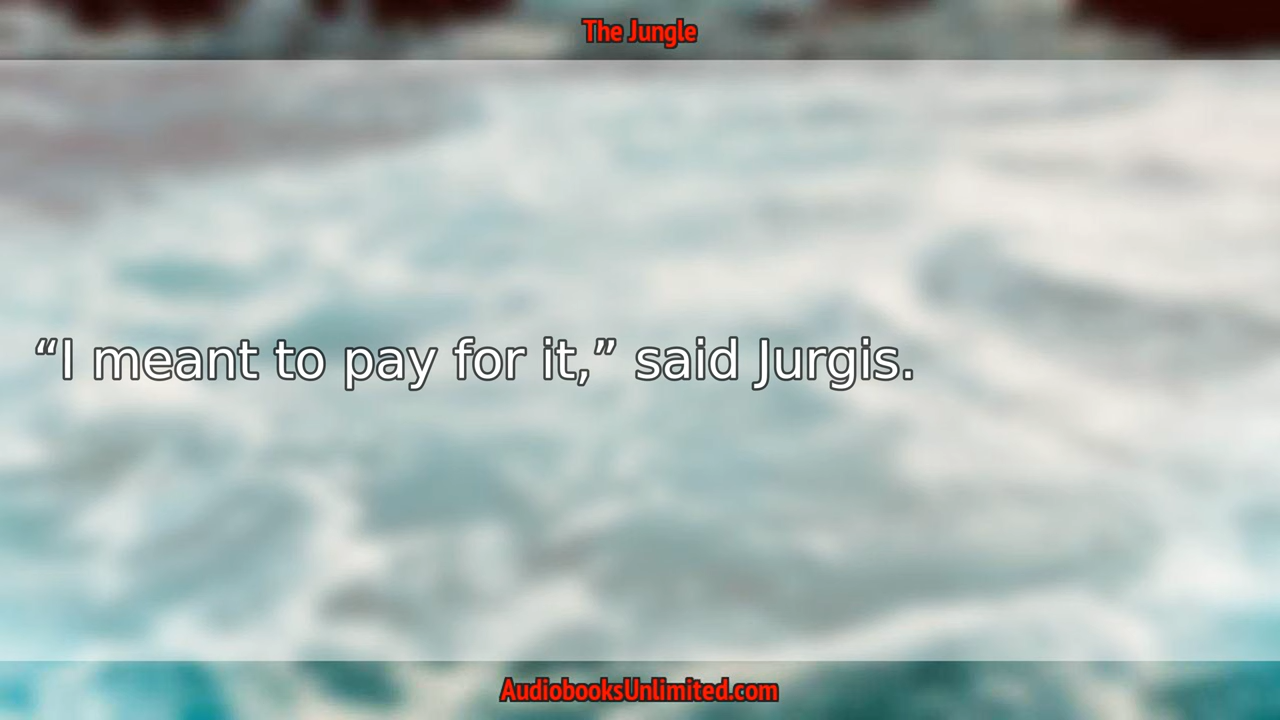 The Jungle
“I meant to pay for it,” said Jurgis.
AudiobooksUnlimited.com